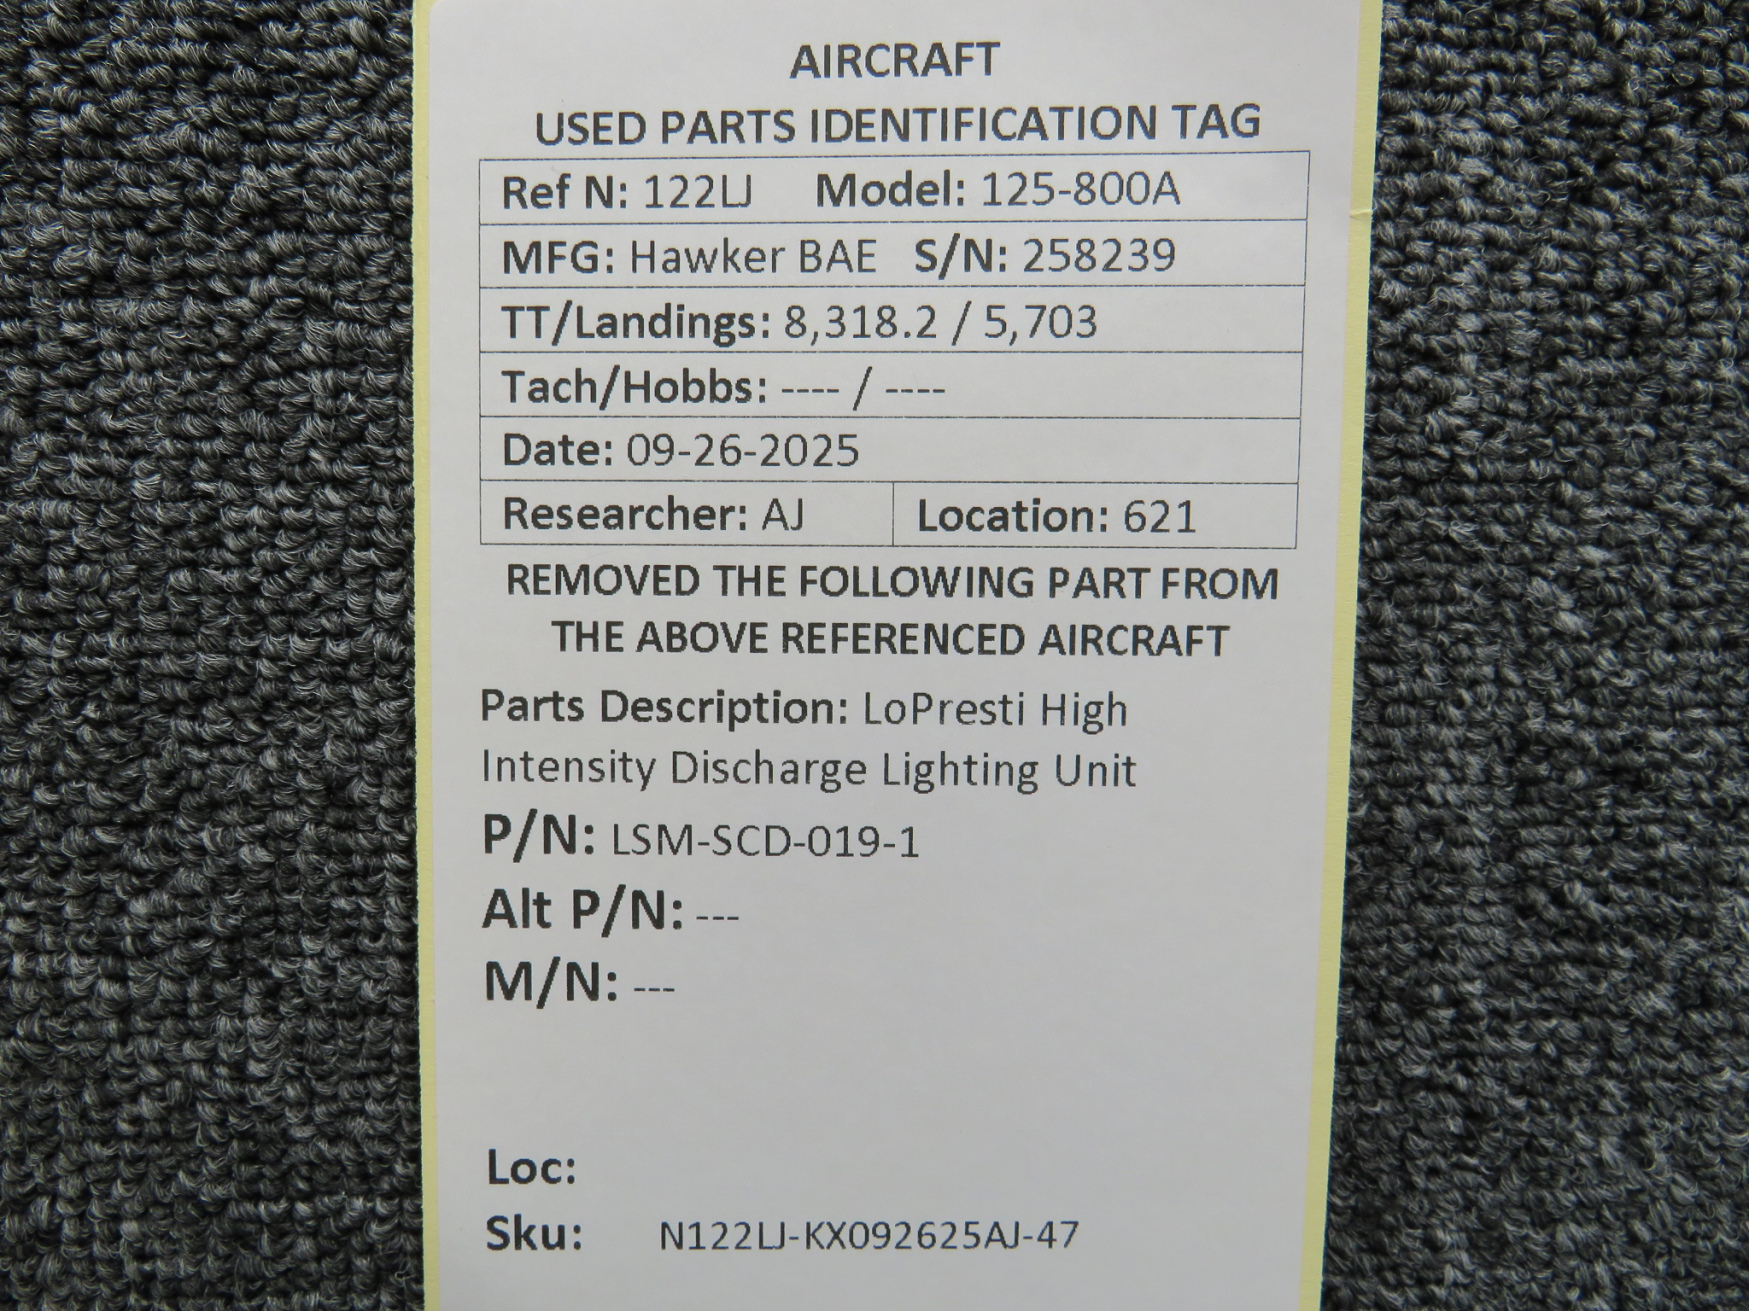 AIRCRAFT
USED PARTS IDENTIFICATION TAG
Ref N: 122LJ Model: 125-800A
MFG: Hawker BAE S/N: 258239
TT/Landings: 8,318.2 / 5,703
Tach/Hobbs: ---- / ----
Date: 09-26-2025
Researcher: AJ Location: 621
REMOVED THE FOLLOWING PART FROM
THE ABOVE REFERENCED AIRCRAFT
Parts Description: LoPresti High
Intensity Discharge Lighting Unit
P/N: LSM-SCD-019-1
Alt P/N: ---
M/N: ---
Loc:
Sku: N122LJ-KX092625AJ-47